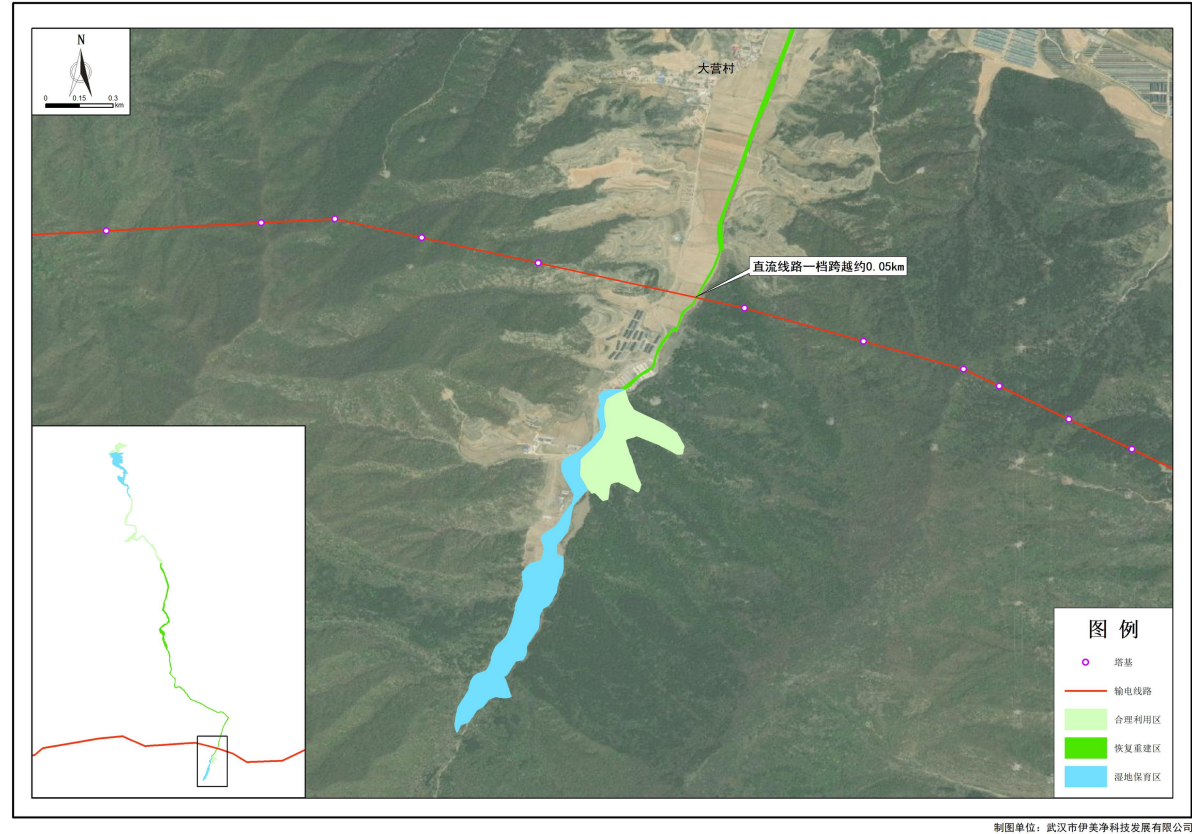 N
0 0.15 0.3
km
大营村
直流线路一档跨越约0.05km
图 例
塔基
输电线路
合理利用区
恢复重建区
湿地保育区
制图单位：武汉市伊美净科技发展有限公司